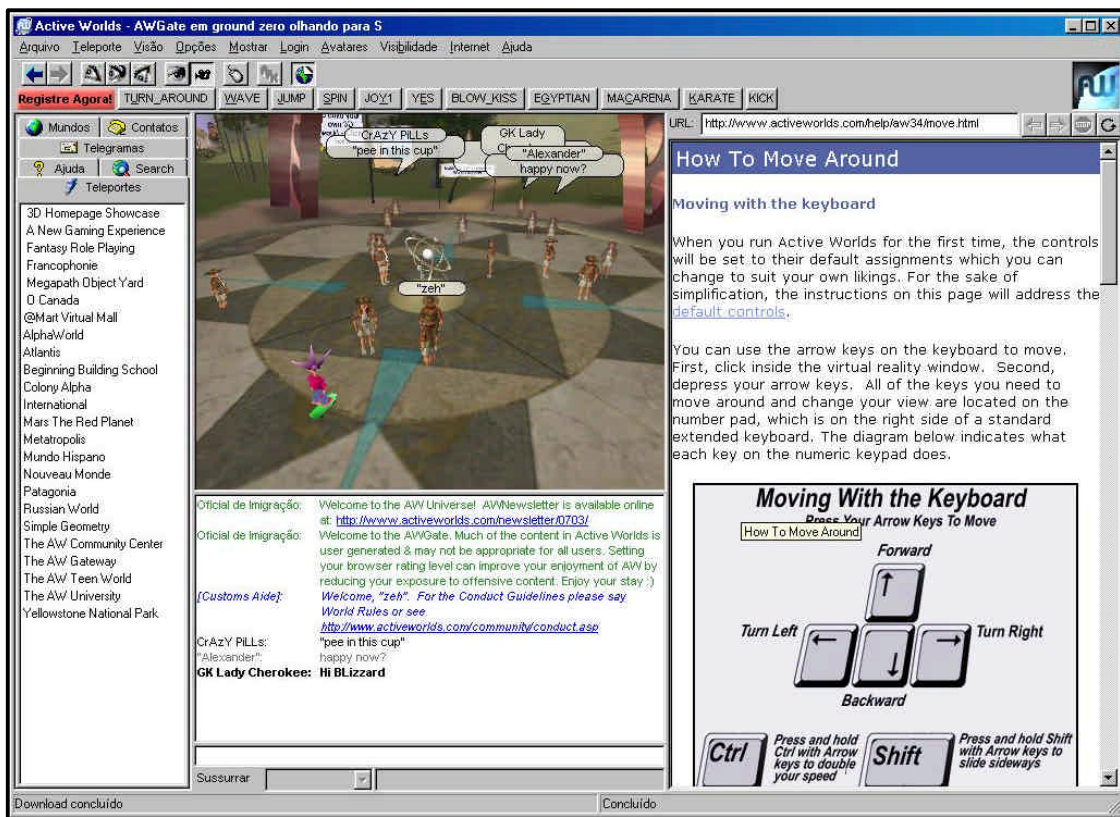 Active Worlds - AWGate em ground zero olhando para S
Arquivo Teleporte Visão Opções Mostrar Login Avatares Visibilidade Internet Ajuda
Registre Agora! TURN_AROUND WAVE JUMP SPIN JOY1 YES BLOW_KISS EGYPTIAN MACARENA KARATE KICK
Mundos Contatos
Telegramas
Ajuda Search
Teleportes
3D Homepage Showcase
A New Gaming Experience
Fantasy Role Playing
Francophonie
Megapath Object Yard
O Canada
@Mart Virtual Mall
AlphaWorld
Atlantis
Beginning Building School
Colony Alpha
International
Mars The Red Planet
Metatropolis
Mundo Hispano
Nouveau Monde
Patagonia
Russian World
Simple Geometry
The AW Community Center
The AW Gateway
The AW Teen World
The AW University
Yellowstone National Park
CrAzY PiLLs
"pee in this cup"
GK Lady
"Alexander"
happy now?
"zeh"
Oficial de Imigração: Welcome to the AW Universe! AWNewsletter is available online
at: http://www.activeworlds.com/newsletter/0703/
Oficial de Imigração: Welcome to the AWGate. Much of the content in Active Worlds is
user generated & may not be appropriate for all users. Setting
your browser rating level can improve your enjoyment of AW by
reducing your exposure to offensive content. Enjoy your stay :)
[Customs Aide]: Welcome, "zeh". For the Conduct Guidelines please say
World Rules or see
http://www.activeworlds.com/community/conduct.asp
CrAzY PiLLs: "pee in this cup"
"Alexander": happy now?
GK Lady Cherokee: Hi BLizzard
Sussurrar
URL: http://www.activeworlds.com/help/aw34/move.html
How To Move Around
Moving with the keyboard
When you run Active Worlds for the first time, the controls
will be set to their default assignments which you can
change to suit your own likings. For the sake of
simplification, the instructions on this page will address the
default controls.
You can use the arrow keys on the keyboard to move.
First, click inside the virtual reality window. Second,
depress your arrow keys. All of the keys you need to
move around and change your view are located on the
number pad, which is on the right side of a standard
extended keyboard. The diagram below indicates what
each key on the numeric keypad does.
Moving With the Keyboard
Press Your Arrow Keys To Move
How To Move Around
Forward
Turn Left
Turn Right
Backward
Ctrl
Press and hold
Ctrl with Arrow
keys to double
your speed
Shift
Press and hold Shift
with Arrow keys to
slide sideways
Download concluído
Concluído